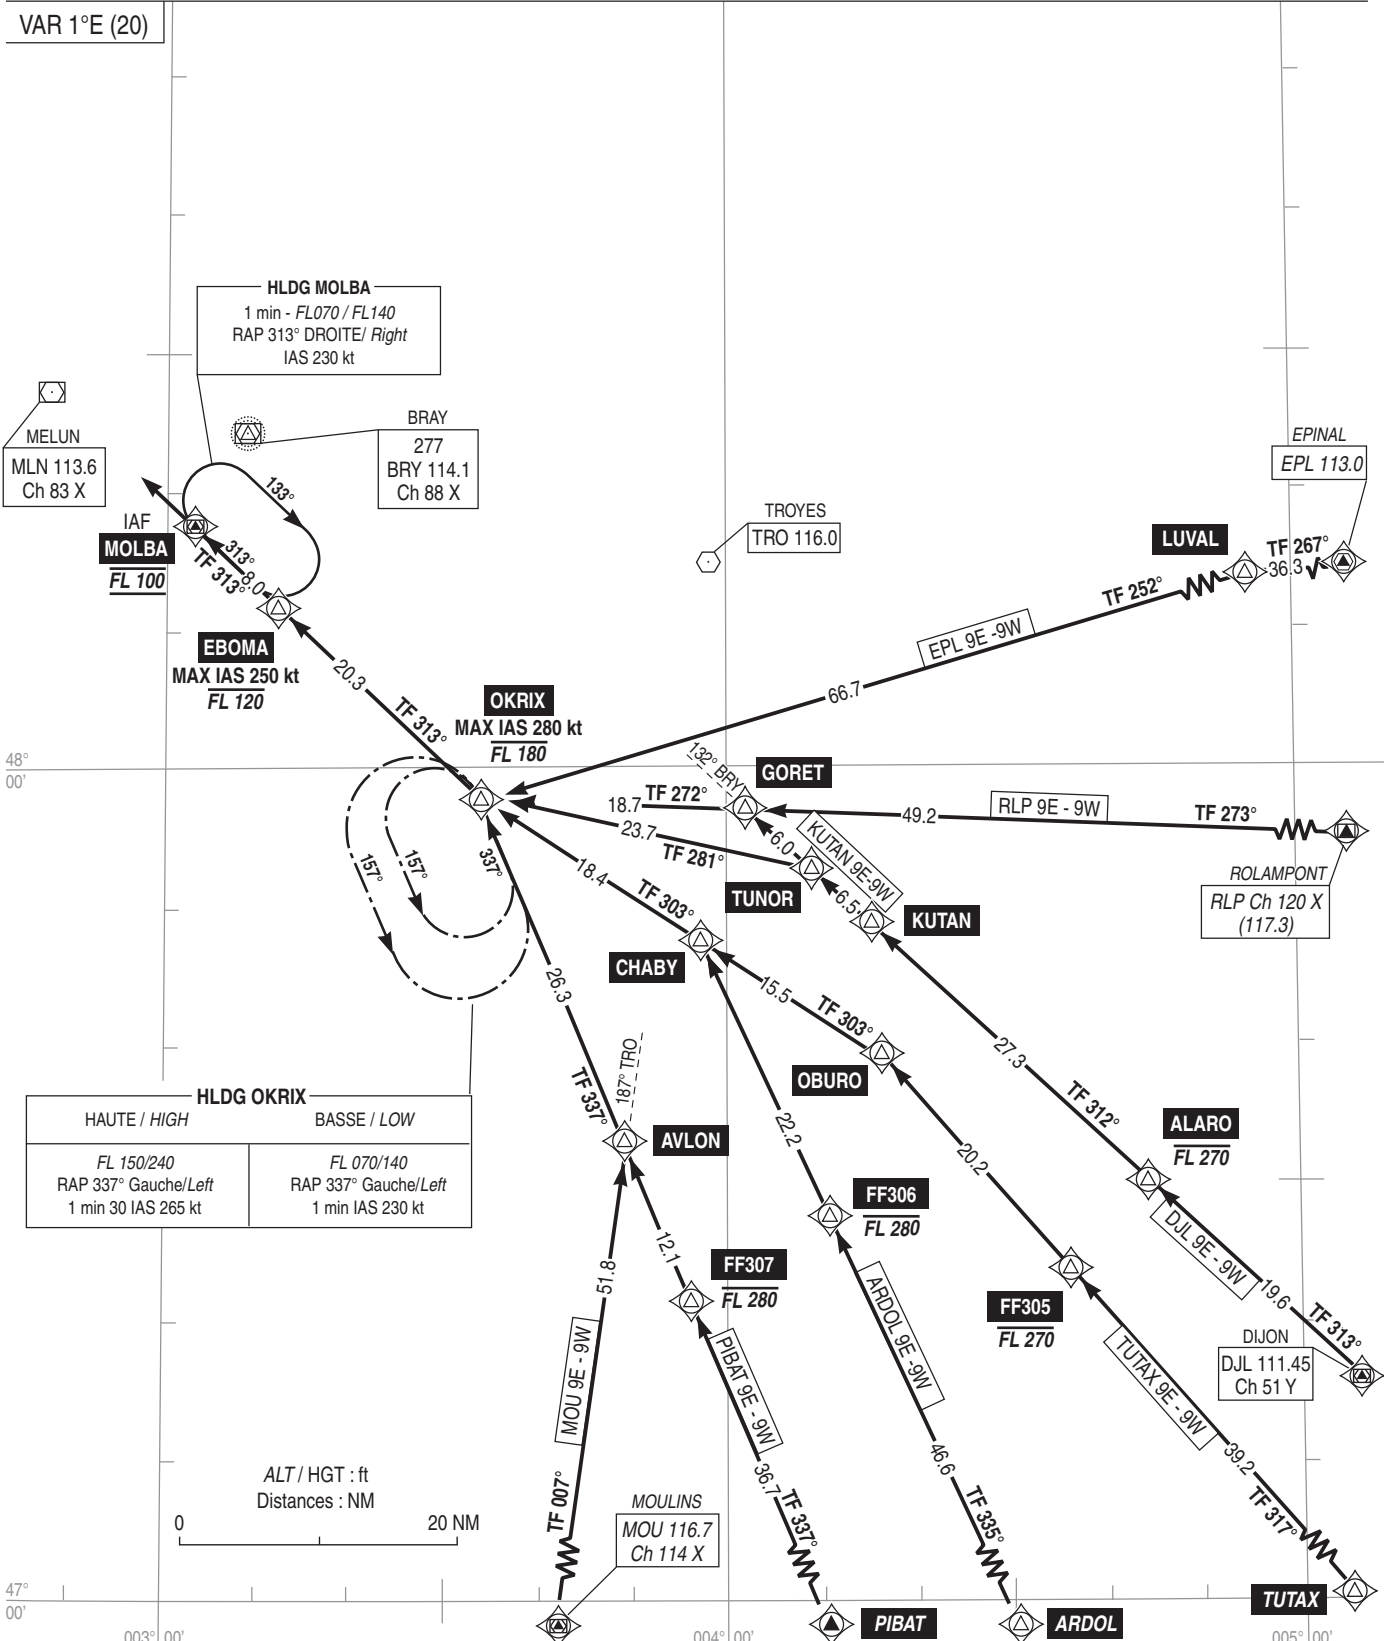 VAR 1°E (20)
HLDG MOLBA
1 min - FL070 / FL140
RAP 313° DROITE/ Right
IAS 230 kt
MELUN
MLN 113.6
Ch 83 X
BRAY
277
BRY 114.1
Ch 88 X
133°
IAF
MOLBA
FL 100
313°
TF 313°
8.0
EBOMA
MAX IAS 250 kt
FL 120
TROYES
TRO 116.0
EPINAL
EPL 113.0
LUVAL
TF 267°
36.3
TF 252°
EPL 9E -9W
66.7
20.3
TF 313°
OKRIX
MAX IAS 280 kt
FL 180
48°
00'
132° BRY
GORET
18.7
TF 272°
49.2
RLP 9E - 9W
TF 273°
23.7
TF 281°
6.0
KUTAN 9E-9W
TUNOR
6.5
KUTAN
ROLAMPONT
RLP Ch 120 X
(117.3)
157°
157°
337°
18.4
TF 303°
CHABY
26.3
15.5
TF 303°
OBURO
27.3
TF 312°
HLDG OKRIX
HAUTE / HIGH
BASSE / LOW
FL 150/240
RAP 337° Gauche/Left
1 min 30 IAS 265 kt
FL 070/140
RAP 337° Gauche/Left
1 min IAS 230 kt
TF 337°
187° TRO
AVLON
22.2
20.2
ALARO
FL 270
FF306
FL 280
DJL 9E - 9W
19.6
TF 313°
DIJON
DJL 111.45
Ch 51 Y
12.1
FF307
FL 280
51.8
ARDOL 9E -9W
FF305
FL 270
TUTAX 9E - 9W
MOU 9E - 9W
PIBAT 9E - 9W
39.2
TF 317°
46.6
36.7
TF 337°
TF 335°
TF 007°
ALT / HGT : ft
Distances : NM
0
20 NM
MOULINS
MOU 116.7
Ch 114 X
47°
00'
PIBAT
ARDOL
TUTAX
003° 00'
004° 00'
005° 00'